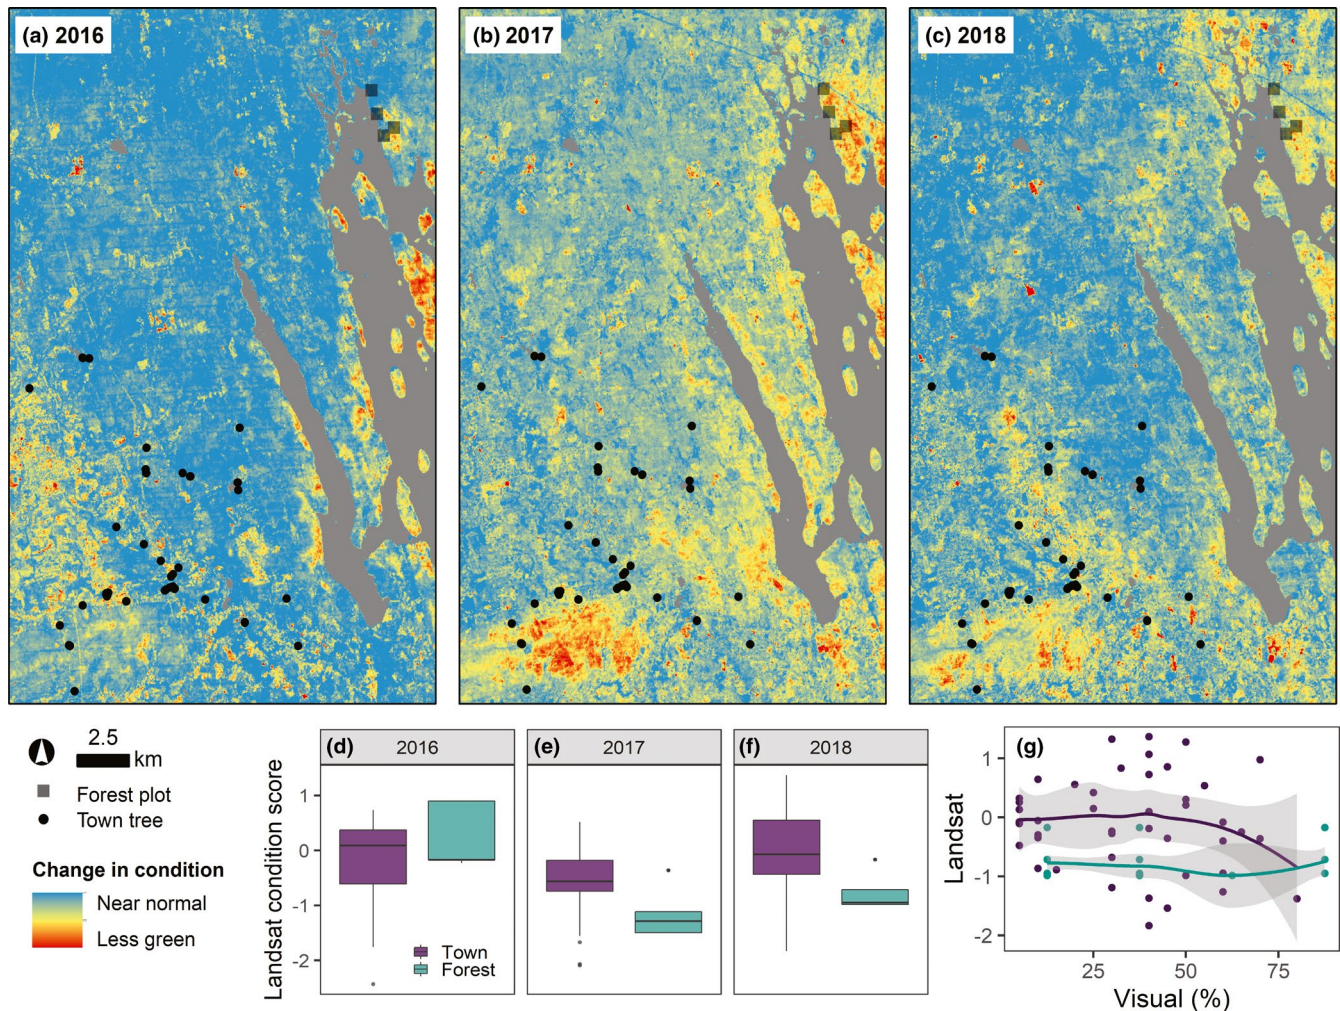 (a) 2016
(b) 2017
(c) 2018
2.5
km
Forest plot
Town tree
Change in condition
Near normal
Less green
Landsat condition score
(d) 2016
(e) 2017
(f) 2018
1
0
-1
-2
Town
Forest
(g)
Landsat
1
0
-1
-2
25 50 75
Visual (%)